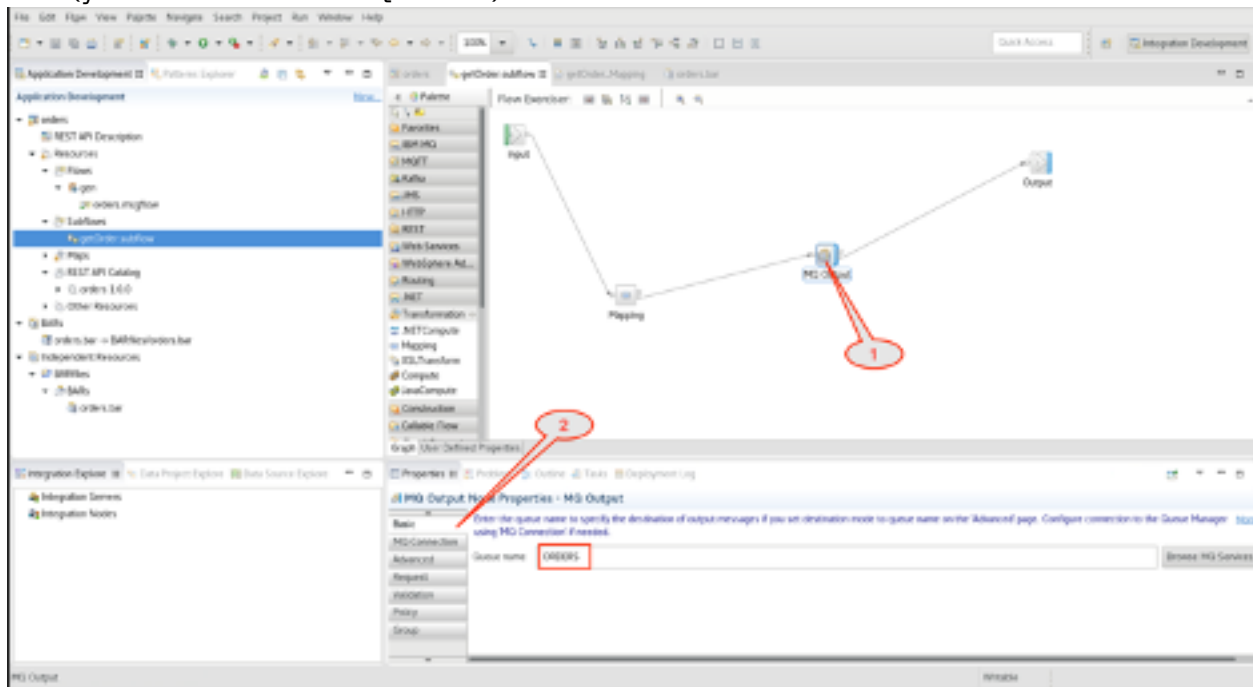 File Edit Flow View Palette Navigate Search Project Run Window Help
100%
Quick Access
Integration Development
Application Development
Patterns Explorer
orders
getOrder.subflow
getOrder_Mapping
orders.bar
Application Development
New...
Palette
Flow Exerciser:
orders
REST API Description
Resources
Flows
gen
orders.msgflow
Subflows
getOrder.subflow
Maps
REST API Catalog
orders 1.0.0
Other Resources
BARs
orders.bar -> BARfiles/orders.bar
Independent Resources
BARfiles
BARs
orders.bar
Favorites
IBM MQ
MQTT
Kafka
JMS
HTTP
REST
Web Services
WebSphere Ad...
Routing
.NET
Transformation
.NETCompute
Mapping
XSLTransform
Compute
JavaCompute
Construction
Callable Flow
Input
Output
MQ Output
Mapping
1
2
Graph
User Defined Properties
Integration Explorer
Data Project Explorer
Data Source Explorer
Integration Servers
Integration Nodes
Properties
Problems
Outline
Tasks
Deployment Log
MQ Output Node Properties - MQ Output
Basic
MQ Connection
Advanced
Request
Validation
Policy
Group
Enter the queue name to specify the destination of output messages if you set destination mode to queue name on the 'Advanced' page. Configure connection to the Queue Manager
using 'MQ Connection' if needed.
Queue name
ORDERS
Browse MQ Services
MQ Output
Writable